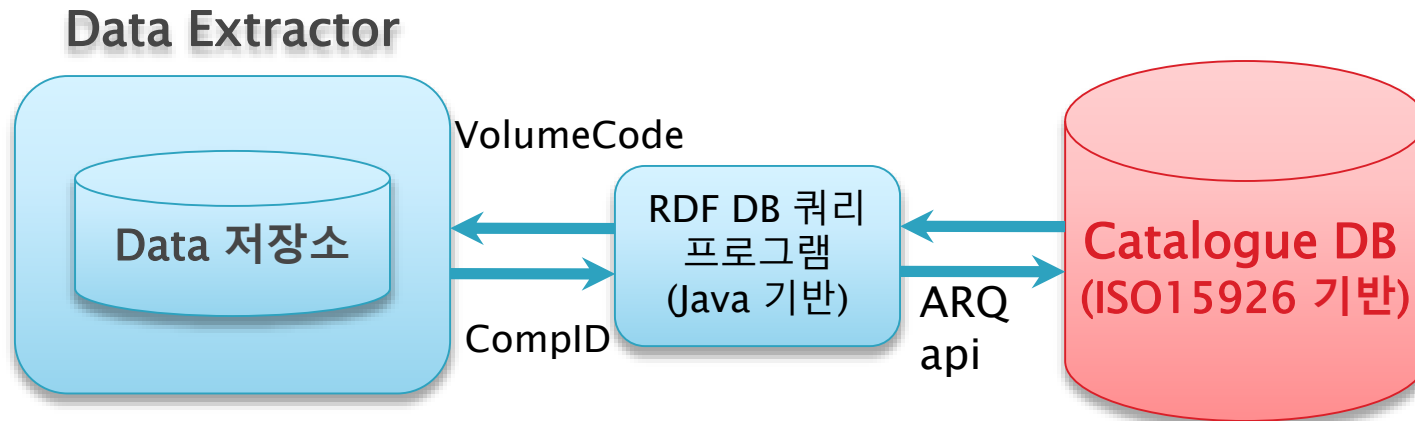 Data Extractor
VolumeCode
Data 저장소
CompID
RDF DB 쿼리
프로그램
(Java 기반)
ARQ
api
Catalogue DB
(ISO15926 기반)